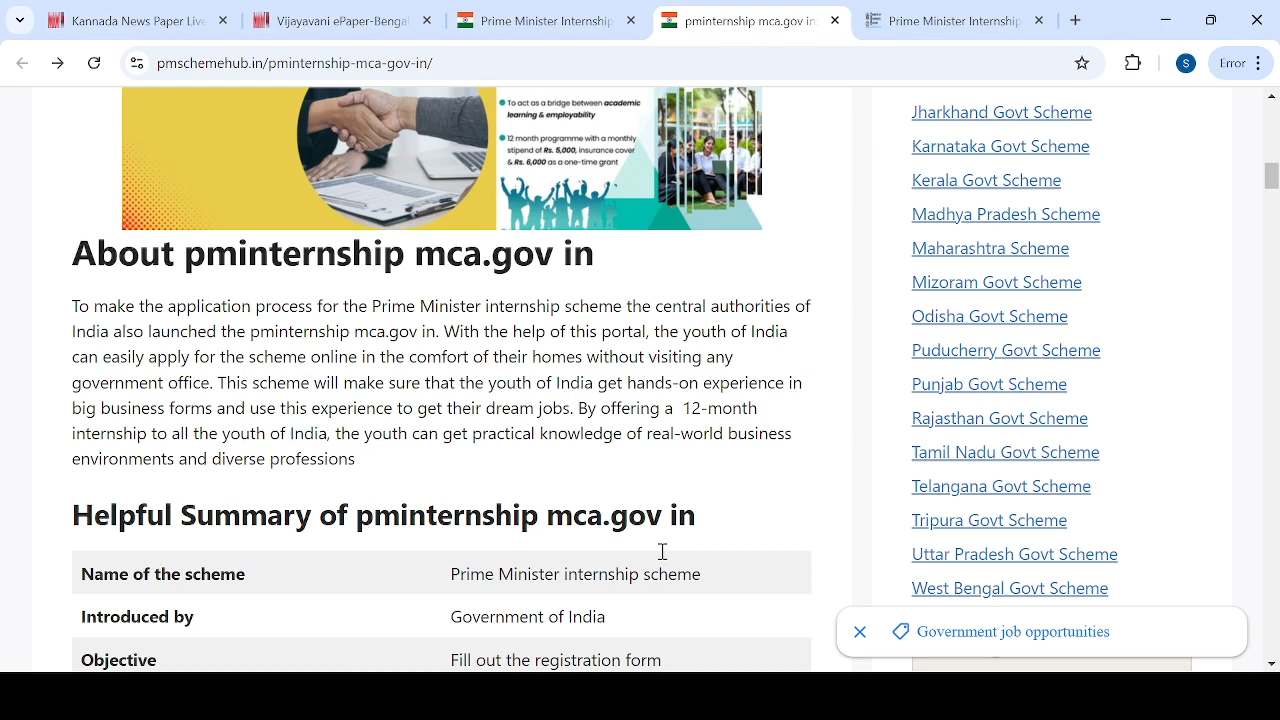 Kannada News Paper Live
Vijayavani ePaper-Bengal
Prime Minister Internship
pminternship mca.gov in
Prime Minister Internship
pmschemehub.in/pminternship-mca-gov-in/
S
Error
To act as a bridge between academic
learning & employability
12 month programme with a monthly
stipend of Rs. 5,000, insurance cover
& Rs. 6,000 as a one-time grant
About pminternship mca.gov in
To make the application process for the Prime Minister internship scheme the central authorities of
India also launched the pminternship mca.gov in. With the help of this portal, the youth of India
can easily apply for the scheme online in the comfort of their homes without visiting any
government office. This scheme will make sure that the youth of India get hands-on experience in
big business forms and use this experience to get their dream jobs. By offering a  12-month
internship to all the youth of India, the youth can get practical knowledge of real-world business
environments and diverse professions
Helpful Summary of pminternship mca.gov in
Name of the scheme Prime Minister internship scheme
Introduced by Government of India
Objective Fill out the registration form
Jharkhand Govt Scheme
Karnataka Govt Scheme
Kerala Govt Scheme
Madhya Pradesh Scheme
Maharashtra Scheme
Mizoram Govt Scheme
Odisha Govt Scheme
Puducherry Govt Scheme
Punjab Govt Scheme
Rajasthan Govt Scheme
Tamil Nadu Govt Scheme
Telangana Govt Scheme
Tripura Govt Scheme
Uttar Pradesh Govt Scheme
West Bengal Govt Scheme
Government job opportunities